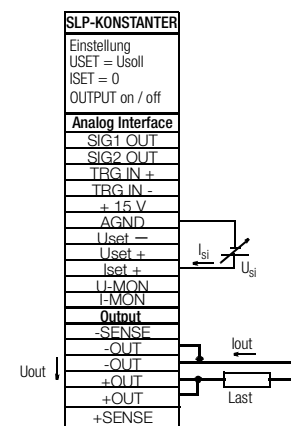 SLP-KONSTANTER
Einstellung
USET = Usoll
ISET = 0
OUTPUT on / off
Analog Interface
SIG1 OUT
SIG2 OUT
TRG IN +
TRG IN -
+ 15 V
AGND
Uset −
Uset +
Iset +
U-MON
I-MON
Output
-SENSE
-OUT
-OUT
+OUT
+OUT
+SENSE
Isi
Usi
Iout
Uout
Last